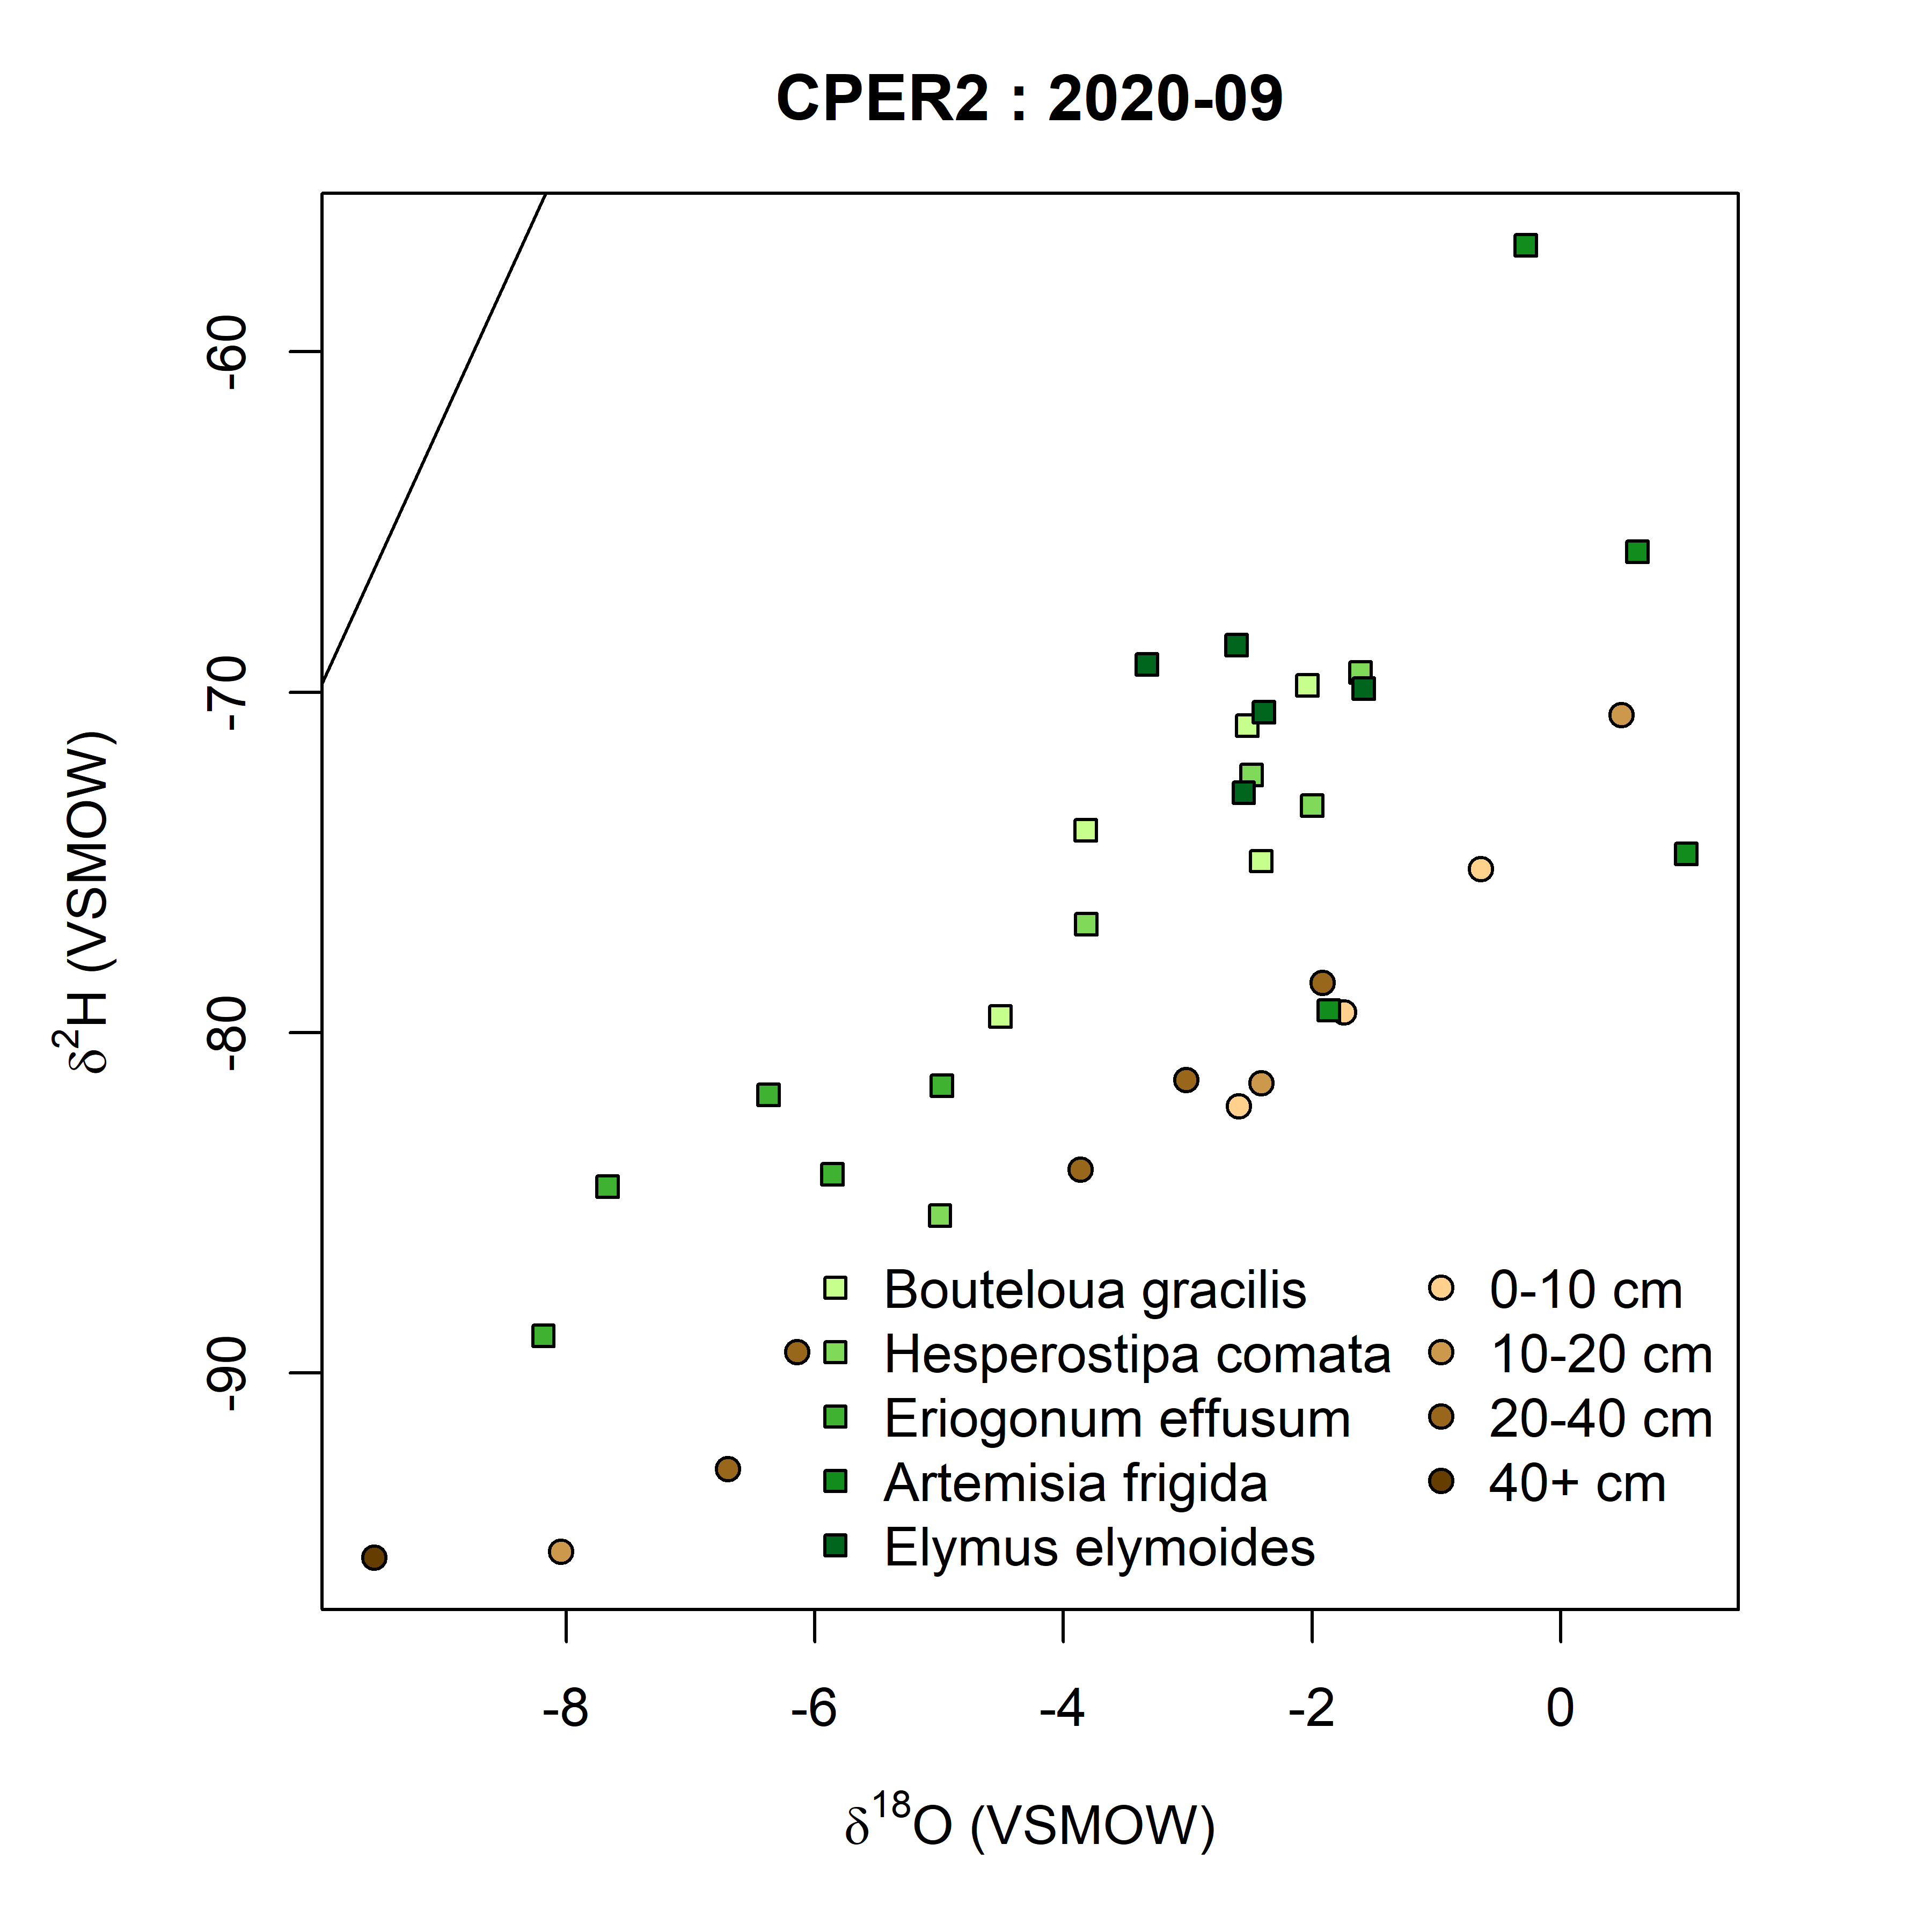 CPER2 : 2020-09
-60
-70
-80
-90
δ²H (VSMOW)
Bouteloua gracilis
Hesperostipa comata
Eriogonum effusum
Artemisia frigida
Elymus elymoides
0-10 cm
10-20 cm
20-40 cm
40+ cm
-8 -6 -4 -2 0
δ¹⁸O (VSMOW)